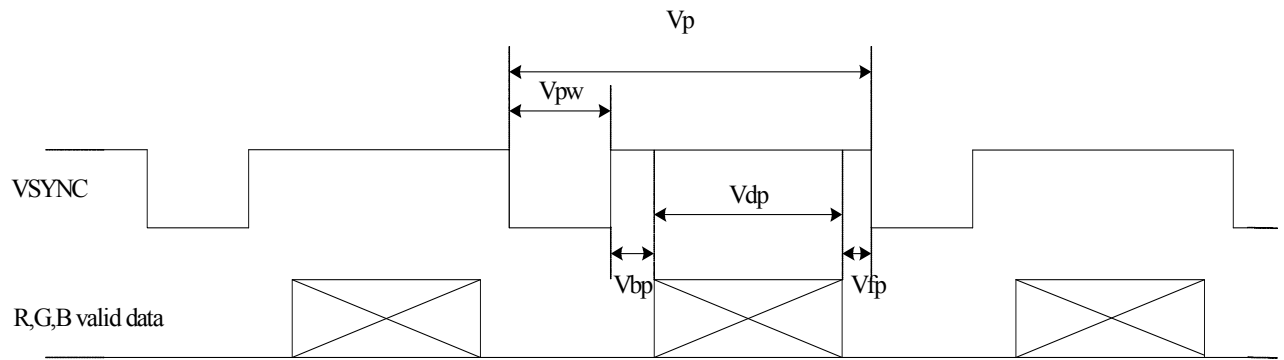 Vp
Vpw
VSYNC
Vdp
Vbp
Vfp
R,G,B valid data